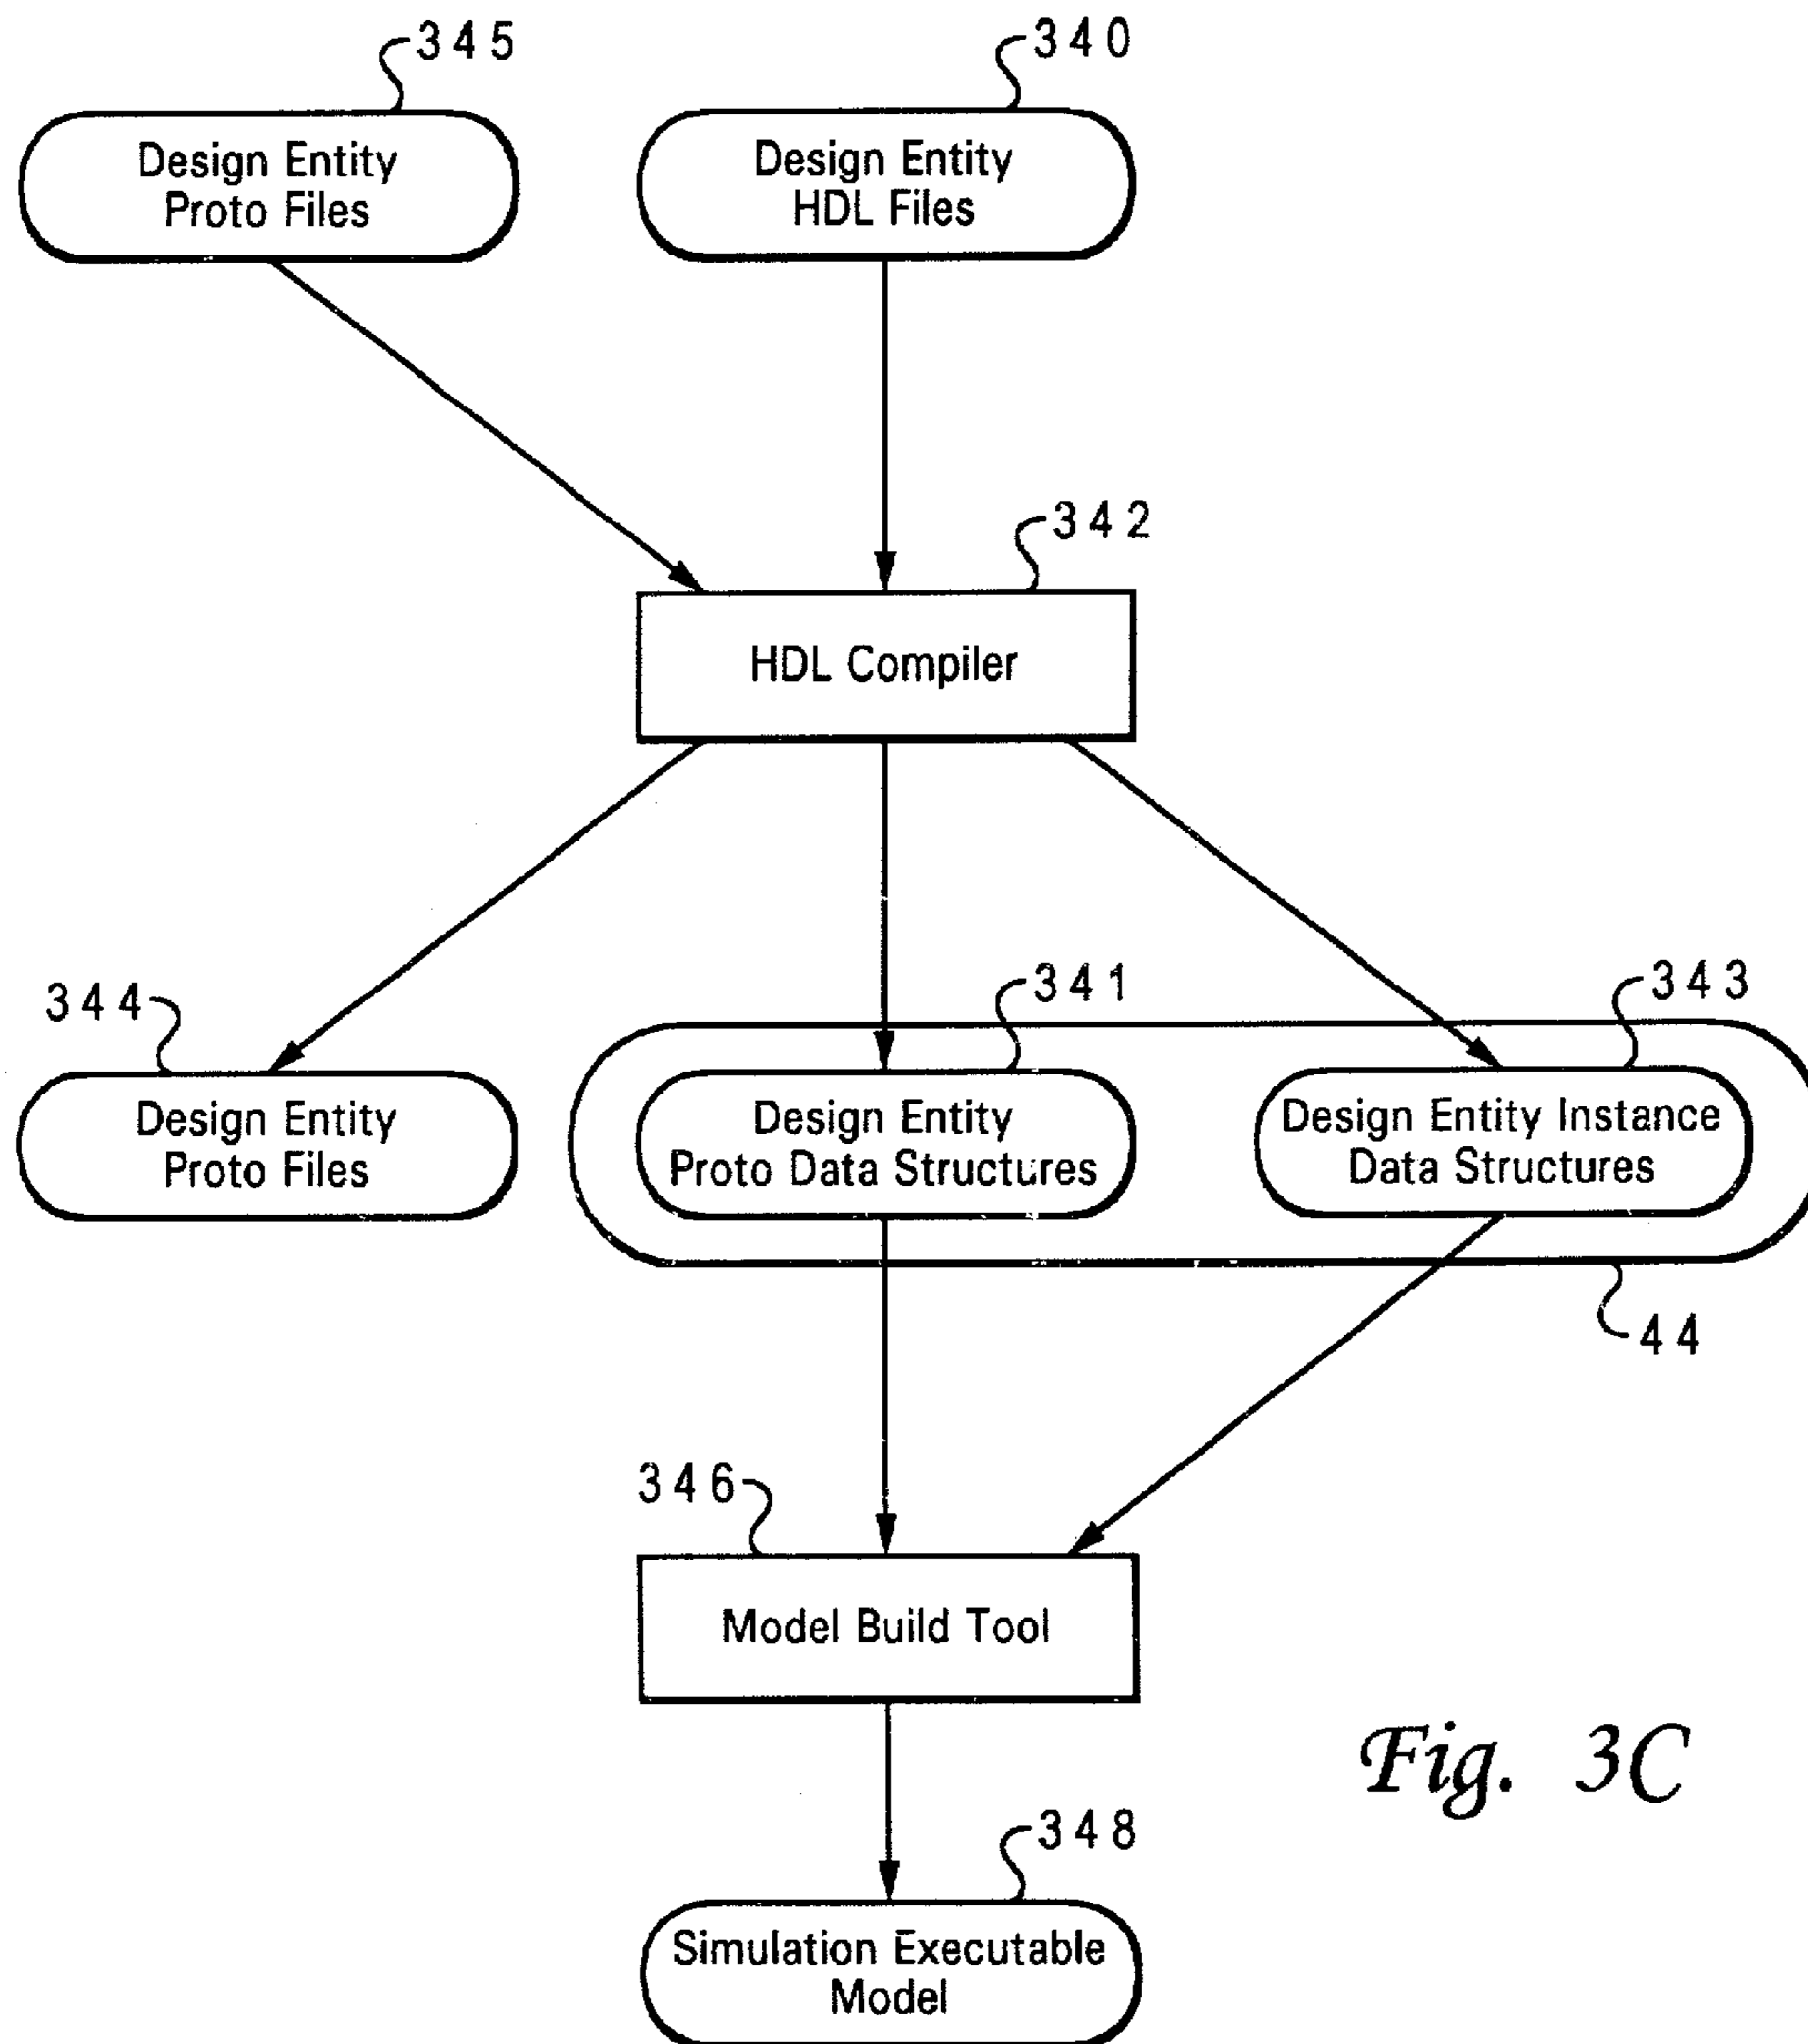 345
340
Design Entity
Proto Files
Design Entity
HDL Files
342
HDL Compiler
344
341
343
Design Entity
Proto Files
Design Entity
Proto Data Structures
Design Entity Instance
Data Structures
44
346
Model Build Tool
Fig. 3C
348
Simulation Executable
Model